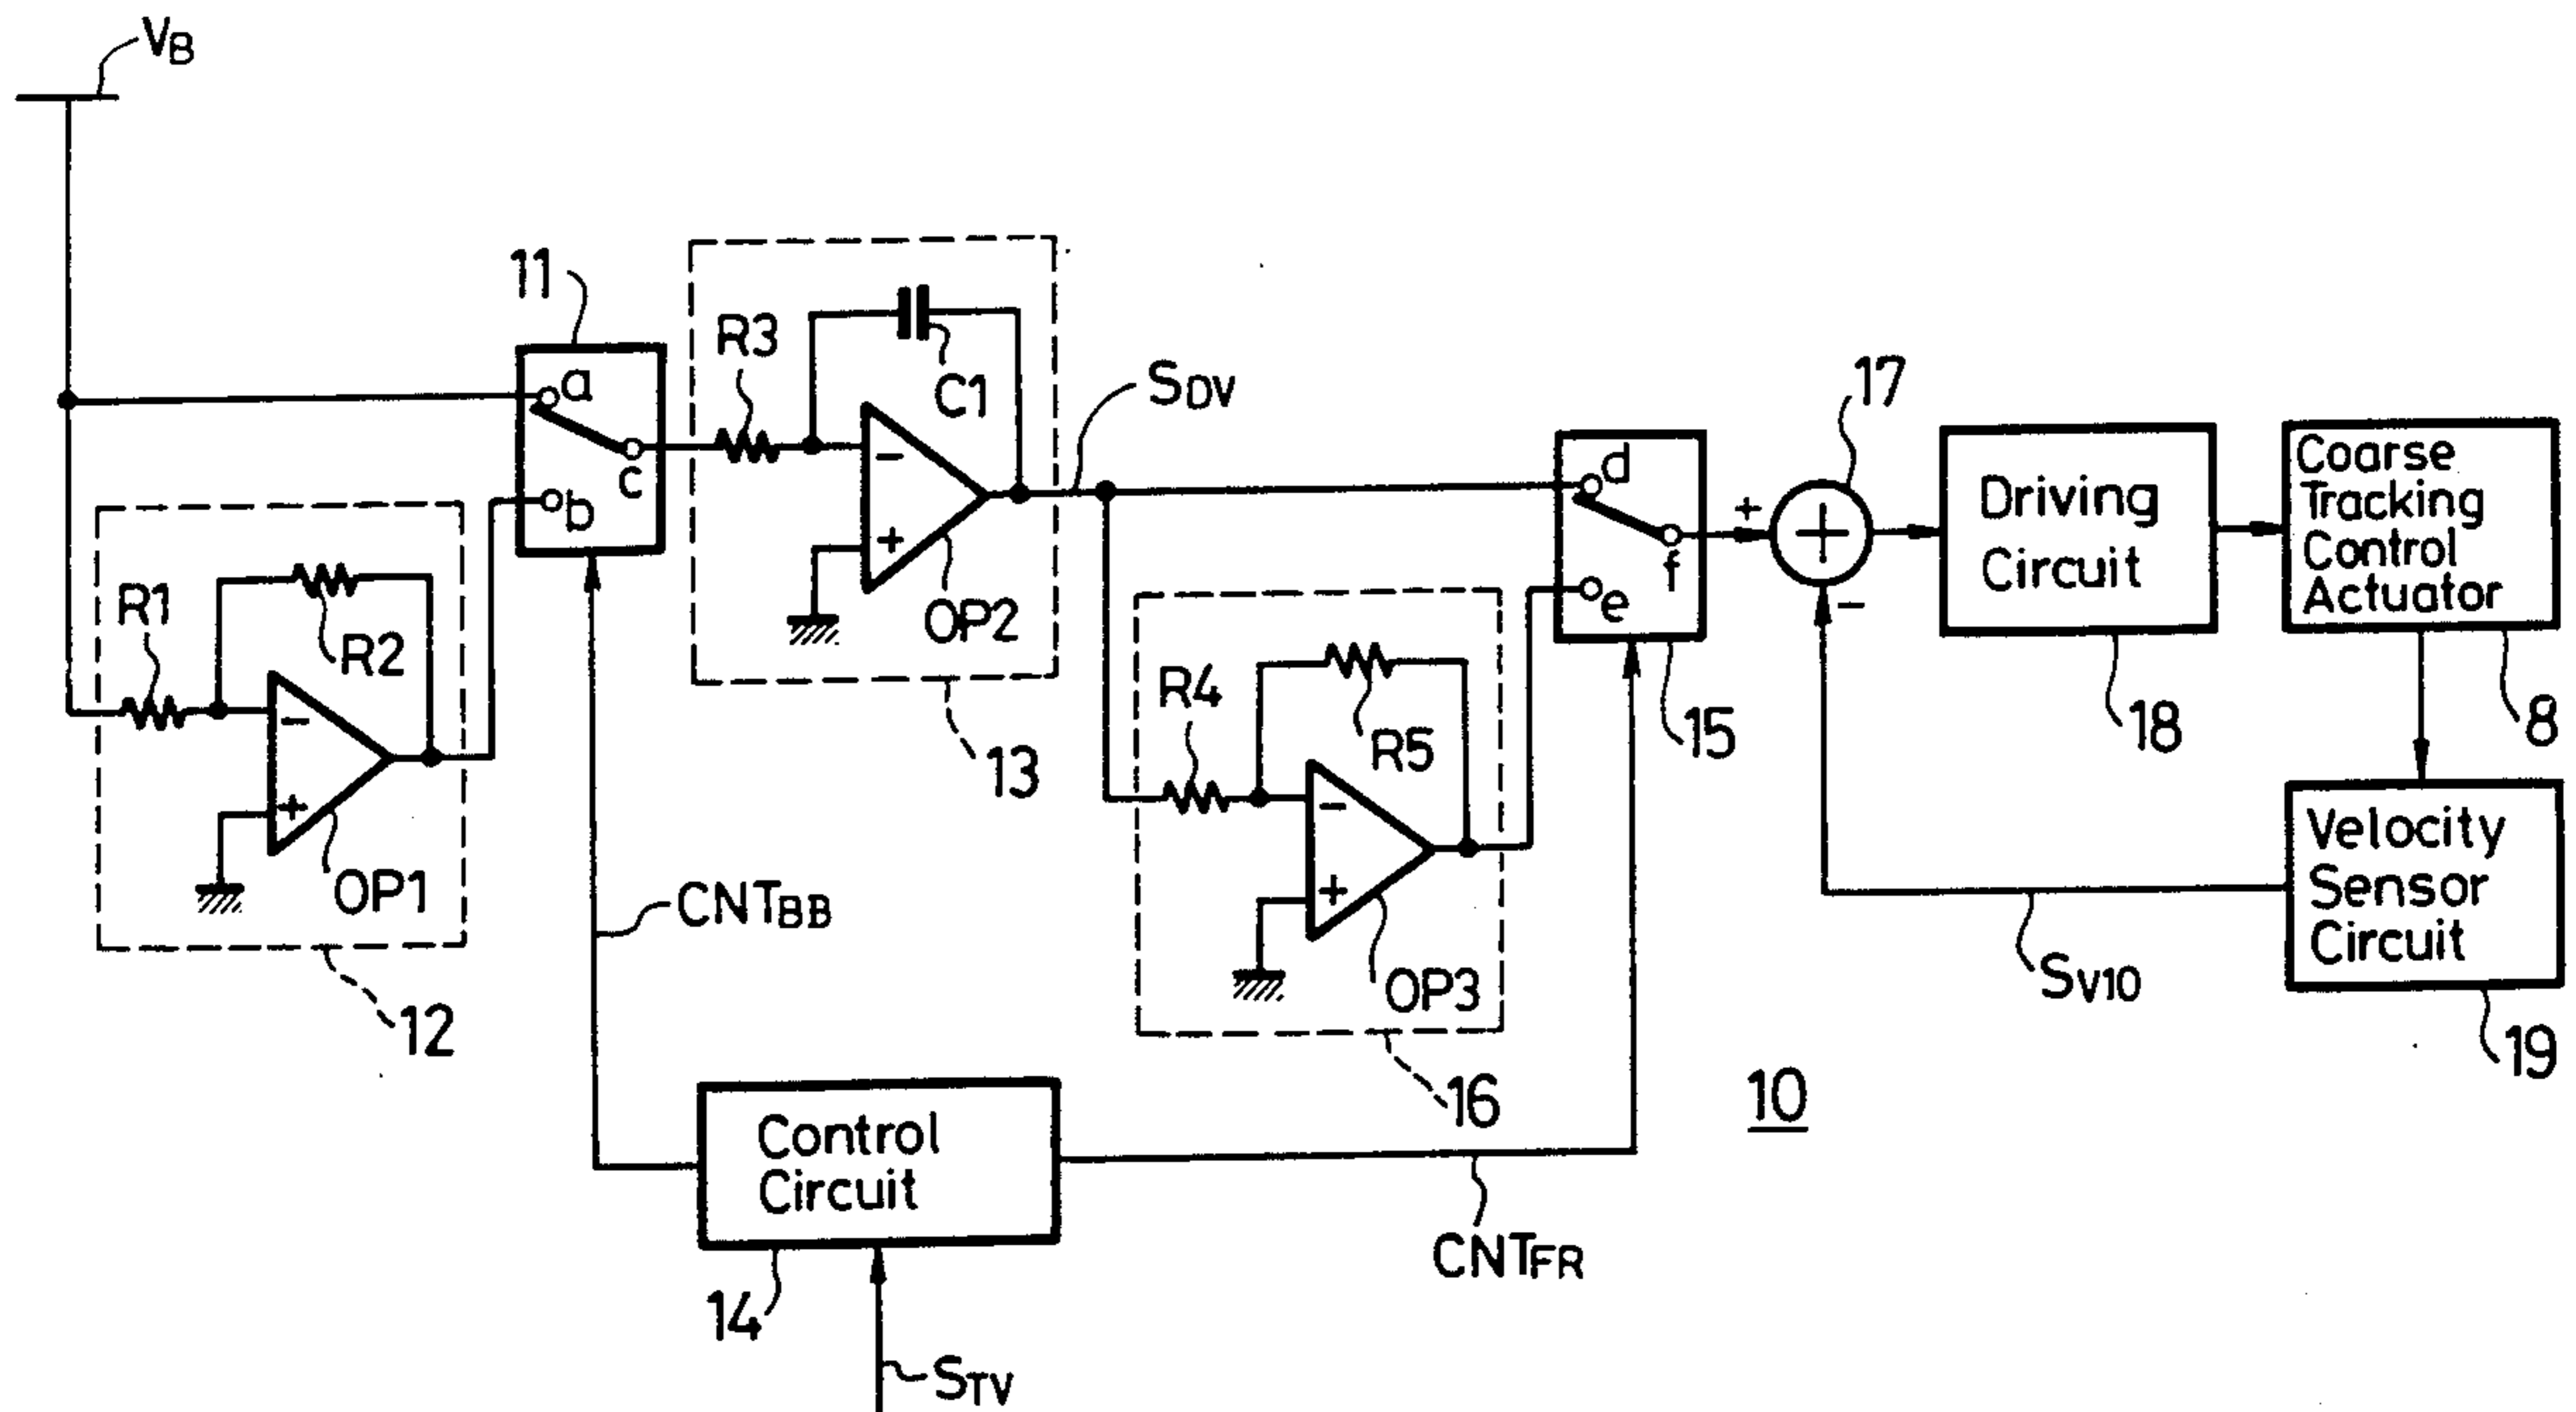 VB
11
a
b
c
R3
C1
OP2
13
SDV
R1
R2
OP1
12
CNTBB
d
e
f
15
R4
R5
OP3
16
17
+
-
Driving
Circuit
18
Coarse
Tracking
Control
Actuator
8
Velocity
Sensor
Circuit
19
SV10
10
Control
Circuit
14
CNTFR
STV